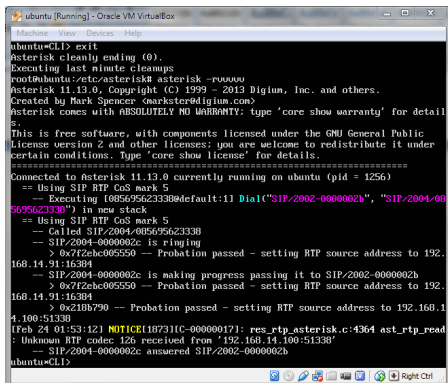 ubuntu [Running] - Oracle VM VirtualBox
Machine View Devices Help
ubuntu*CLI> exit
Asterisk cleanly ending (0).
Executing last minute cleanups
root@ubuntu:/etc/asterisk# asterisk -rvvvvv
Asterisk 11.13.0, Copyright (C) 1999 - 2013 Digium, Inc. and others.
Created by Mark Spencer <markster@digium.com>
Asterisk comes with ABSOLUTELY NO WARRANTY; type 'core show warranty' for detail
s.
This is free software, with components licensed under the GNU General Public
License version 2 and other licenses; you are welcome to redistribute it under
certain conditions. Type 'core show license' for details.
=========================================================================
Connected to Asterisk 11.13.0 currently running on ubuntu (pid = 1256)
== Using SIP RTP CoS mark 5
-- Executing [085695623338@default:1] Dial("SIP/2002-0000002b", "SIP/2004/08
5695623338") in new stack
== Using SIP RTP CoS mark 5
-- Called SIP/2004/085695623338
-- SIP/2004-0000002c is ringing
> 0x7f2ebc005550 -- Probation passed - setting RTP source address to 192.
168.14.91:16384
-- SIP/2004-0000002c is making progress passing it to SIP/2002-0000002b
> 0x7f2ebc005550 -- Probation passed - setting RTP source address to 192.
168.14.91:16384
> 0x218b790 -- Probation passed - setting RTP source address to 192.168.1
4.100:51338
[Feb 24 01:53:12] NOTICE[1873][C-00000017]: res_rtp_asterisk.c:4364 ast_rtp_read
: Unknown RTP codec 126 received from '192.168.14.100:51338'
-- SIP/2004-0000002c answered SIP/2002-0000002b
ubuntu*CLI>
Right Ctrl